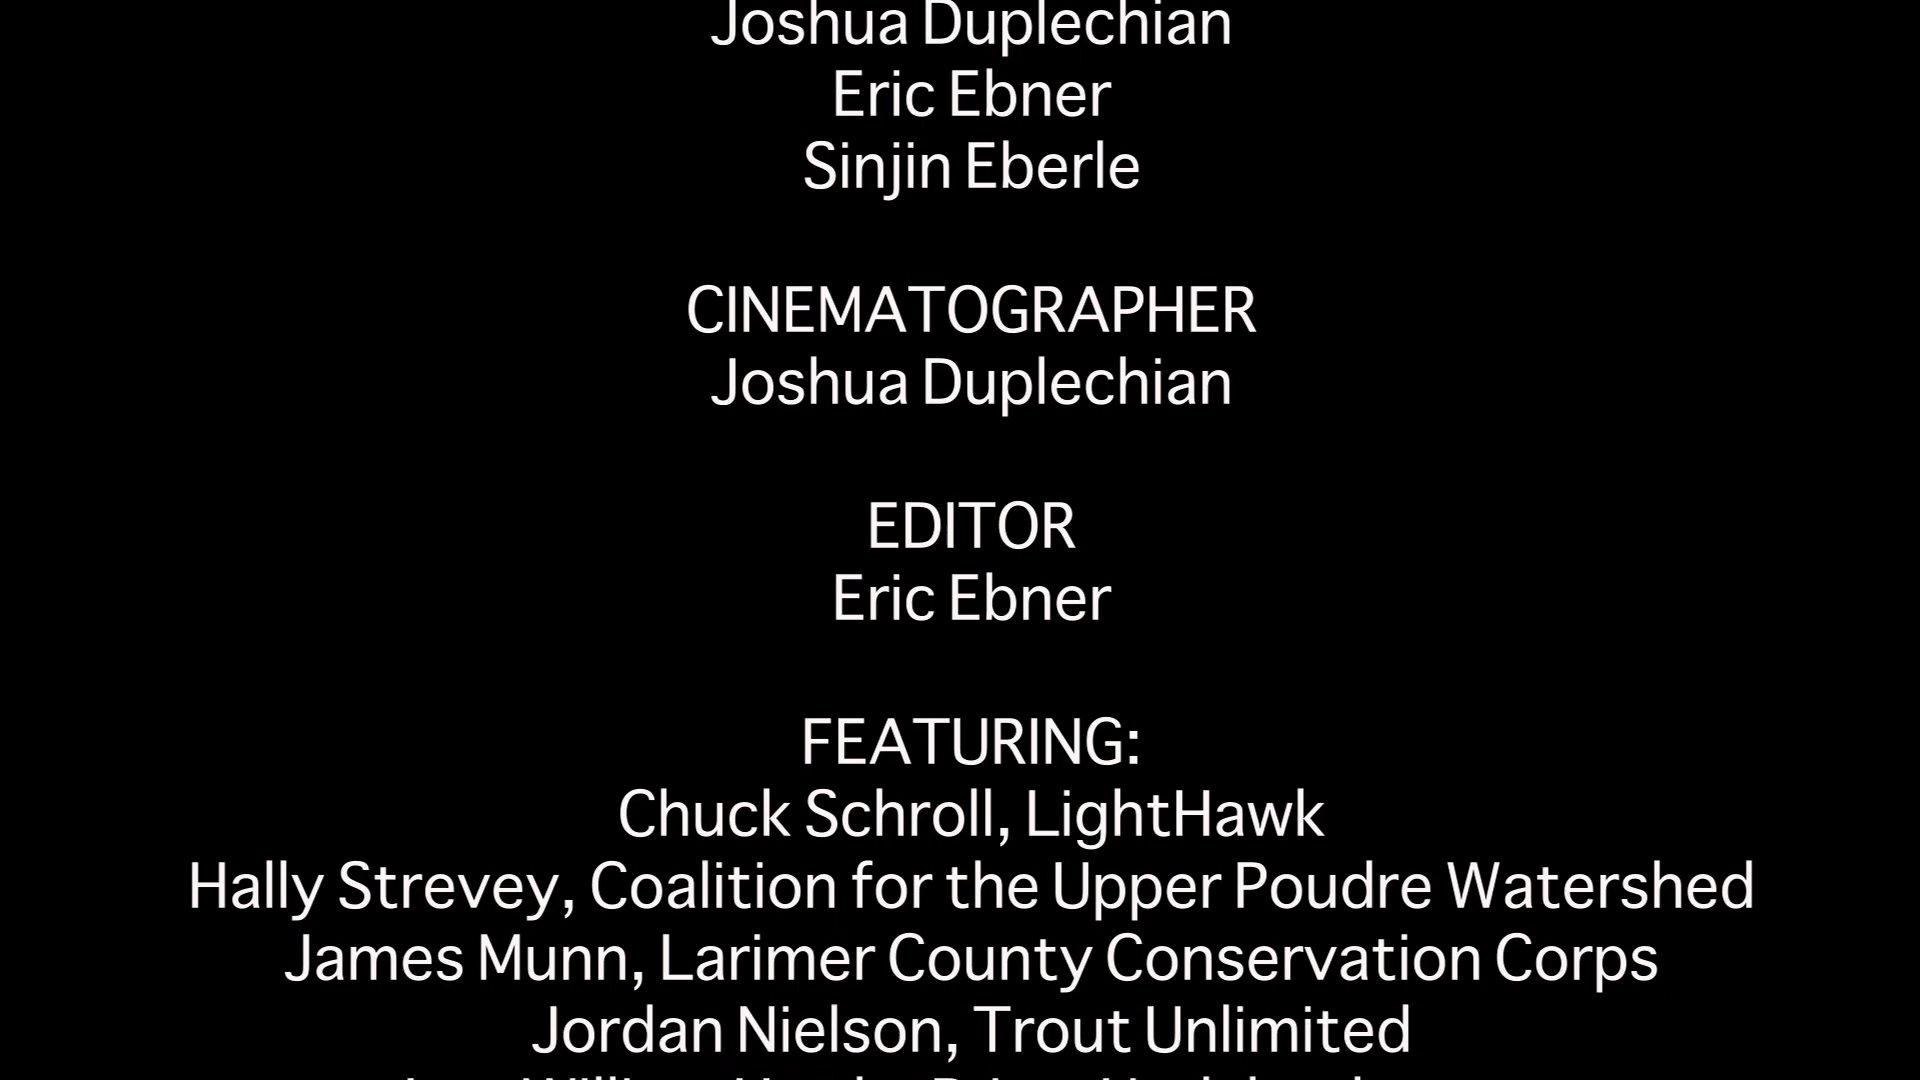 Joshua Duplechian
Eric Ebner
Sinjin Eberle
CINEMATOGRAPHER
Joshua Duplechian
EDITOR
Eric Ebner
FEATURING:
Chuck Schroll, LightHawk
Hally Strevey, Coalition for the Upper Poudre Watershed
James Munn, Larimer County Conservation Corps
Jordan Nielson, Trout Unlimited